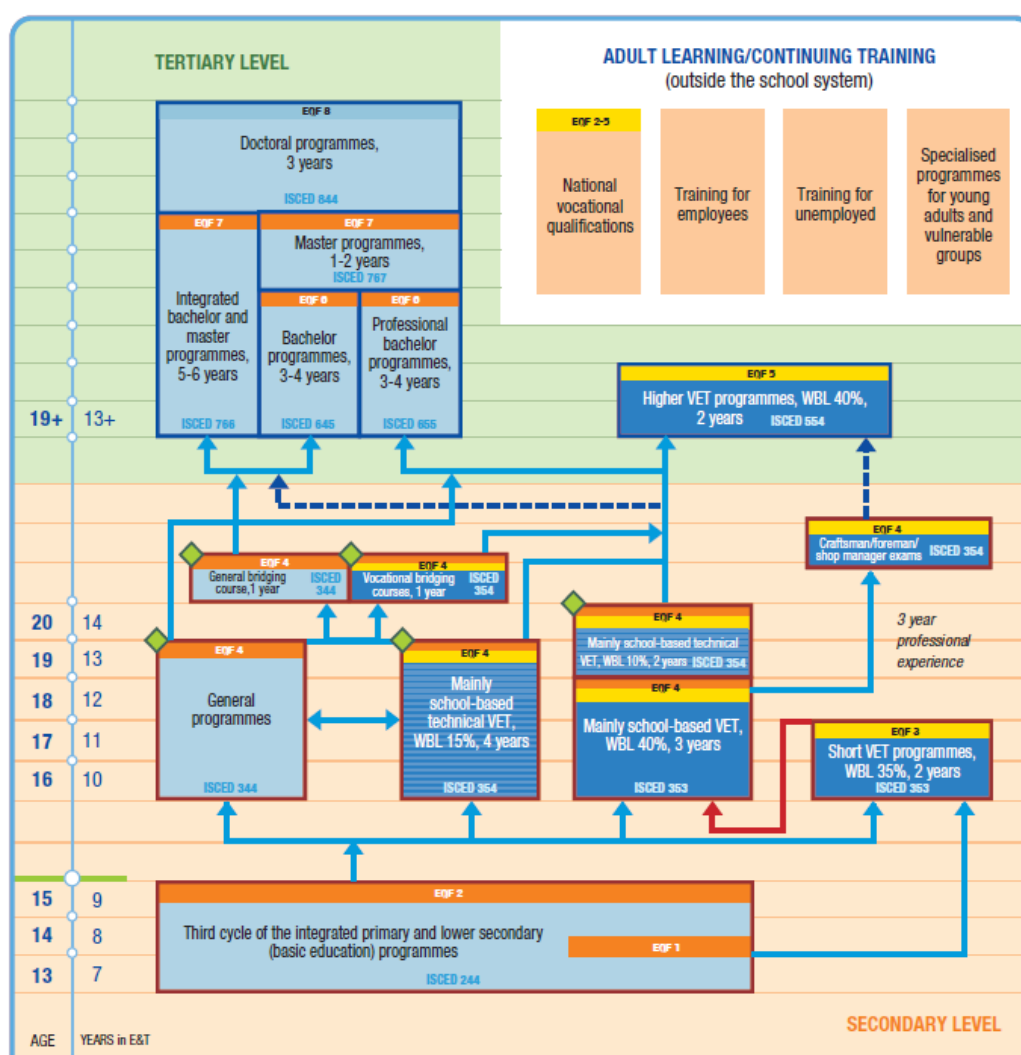 TERTIARY LEVEL
ADULT LEARNING/CONTINUING TRAINING
(outside the school system)
EQF 2-5
National
vocational
qualifications
Training for
employees
Training for
unemployed
Specialised
programmes
for young
adults and
vulnerable
groups
EQF 8
Doctoral programmes,
3 years
ISCED 844
EQF 7
Integrated
bachelor and
master
programmes,
5-6 years
ISCED 766
EQF 7
Master programmes,
1-2 years
ISCED 767
EQF 6
Bachelor
programmes,
3-4 years
ISCED 645
EQF 6
Professional
bachelor
programmes,
3-4 years
ISCED 655
EQF 5
Higher VET programmes, WBL 40%,
2 years ISCED 554
19+ 13+
EQF 4
General bridging
course,1 year
ISCED
344
EQF 4
Vocational bridging
courses, 1 year
ISCED
354
EQF 4
Craftsman/foreman/
shop manager exams
ISCED 354
3 year
professional
experience
20 14
19 13
18 12
17 11
16 10
EQF 4
General
programmes
ISCED 344
EQF 4
Mainly
school-based
technical VET,
WBL 15%, 4 years
ISCED 354
EQF 4
Mainly school-based technical
VET, WBL 10%, 2 years ISCED 354
EQF 4
Mainly school-based VET,
WBL 40%, 3 years
ISCED 353
EQF 3
Short VET programmes,
WBL 35%, 2 years
ISCED 353
15 9
14 8
13 7
EQF 2
Third cycle of the integrated primary and lower secondary
(basic education) programmes
EQF 1
ISCED 244
SECONDARY LEVEL
AGE YEARS in E&T